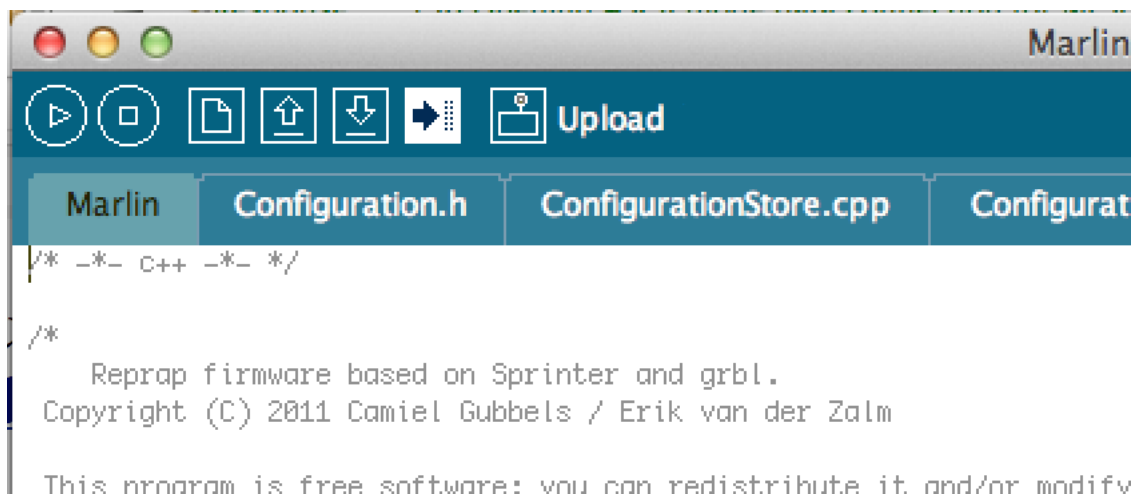 Marlin
Upload
Marlin Configuration.h ConfigurationStore.cpp Configurat
/* -*- c++ -*- */
/*
Reprap firmware based on Sprinter and grbl.
Copyright (C) 2011 Camiel Gubbels / Erik van der Zalm
This program is free software: you can redistribute it and/or modify